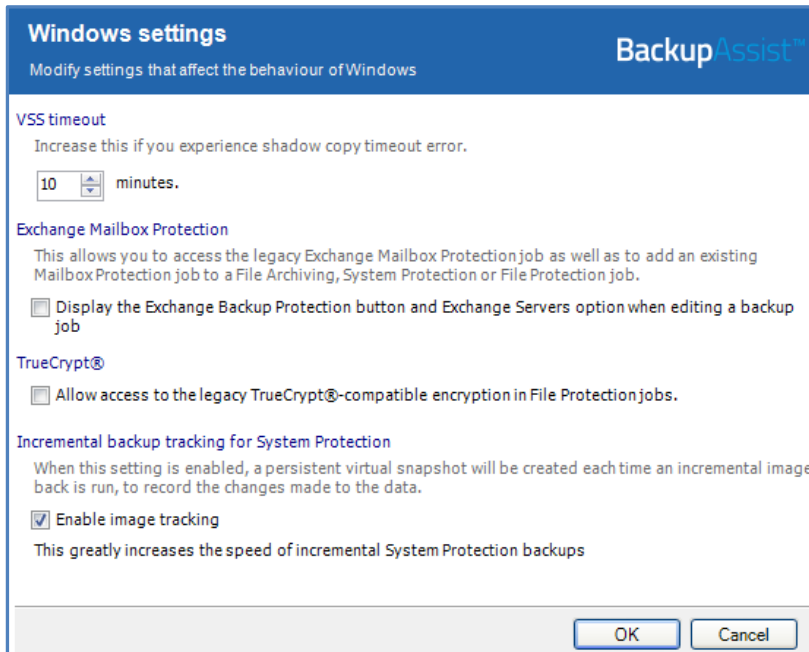 Windows settings
BackupAssist™
Modify settings that affect the behaviour of Windows
VSS timeout
Increase this if you experience shadow copy timeout error.
10 minutes.
Exchange Mailbox Protection
This allows you to access the legacy Exchange Mailbox Protection job as well as to add an existing
Mailbox Protection job to a File Archiving, System Protection or File Protection job.
Display the Exchange Backup Protection button and Exchange Servers option when editing a backup
job
TrueCrypt®
Allow access to the legacy TrueCrypt®-compatible encryption in File Protection jobs.
Incremental backup tracking for System Protection
When this setting is enabled, a persistent virtual snapshot will be created each time an incremental image
back is run, to record the changes made to the data.
Enable image tracking
This greatly increases the speed of incremental System Protection backups
OK Cancel